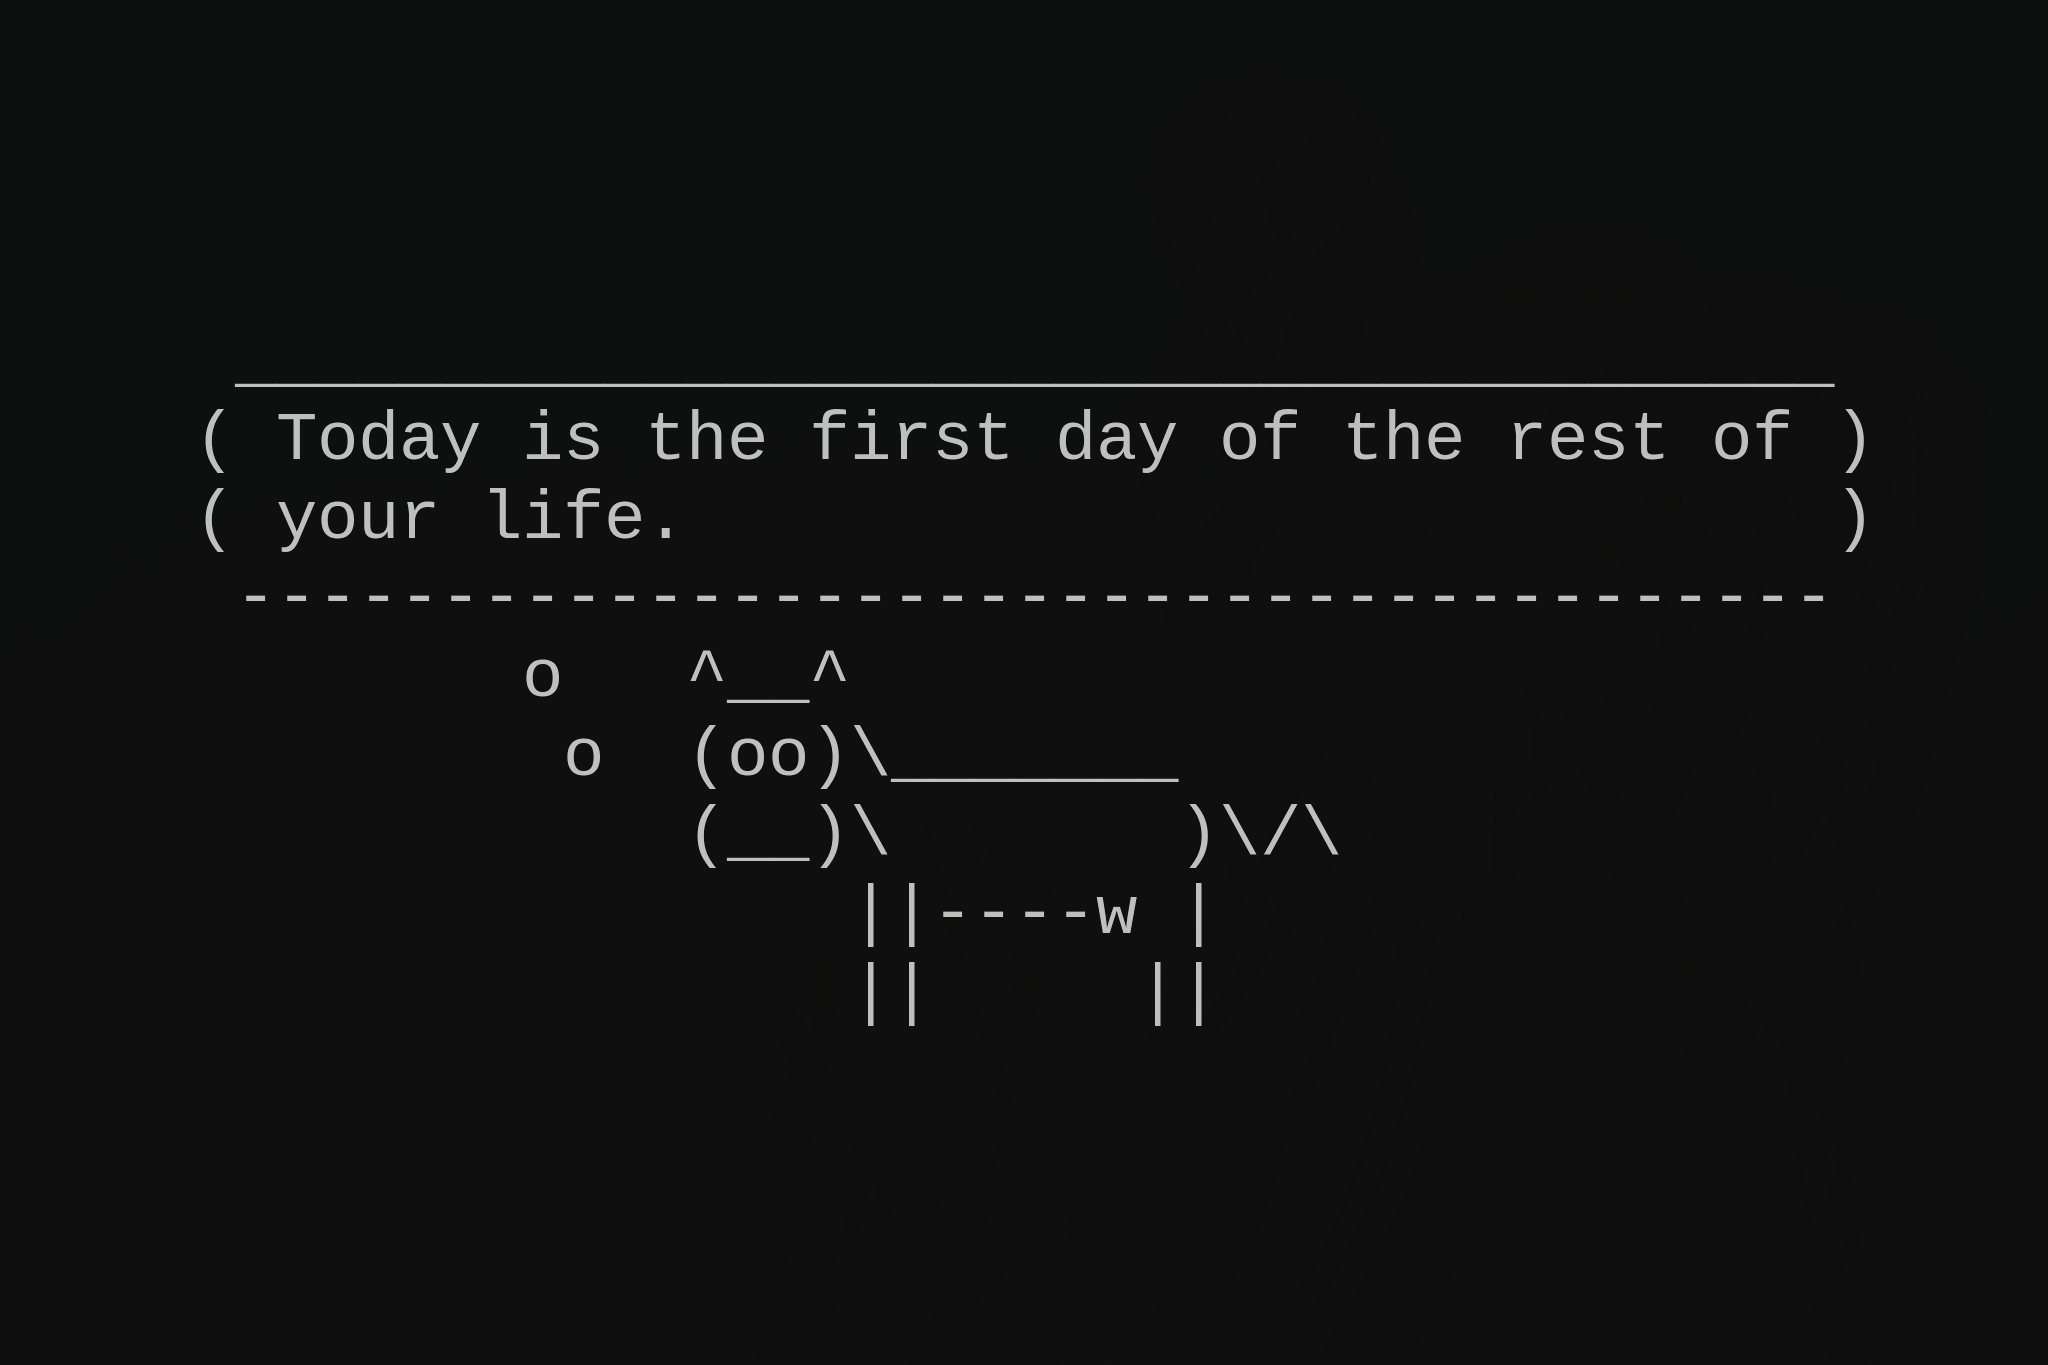 _______________________________________
( Today is the first day of the rest of )
( your life.                            )
 ---------------------------------------
        o   ^__^
         o  (oo)\_______
            (__)\       )\/\
                ||----w |
                ||     ||